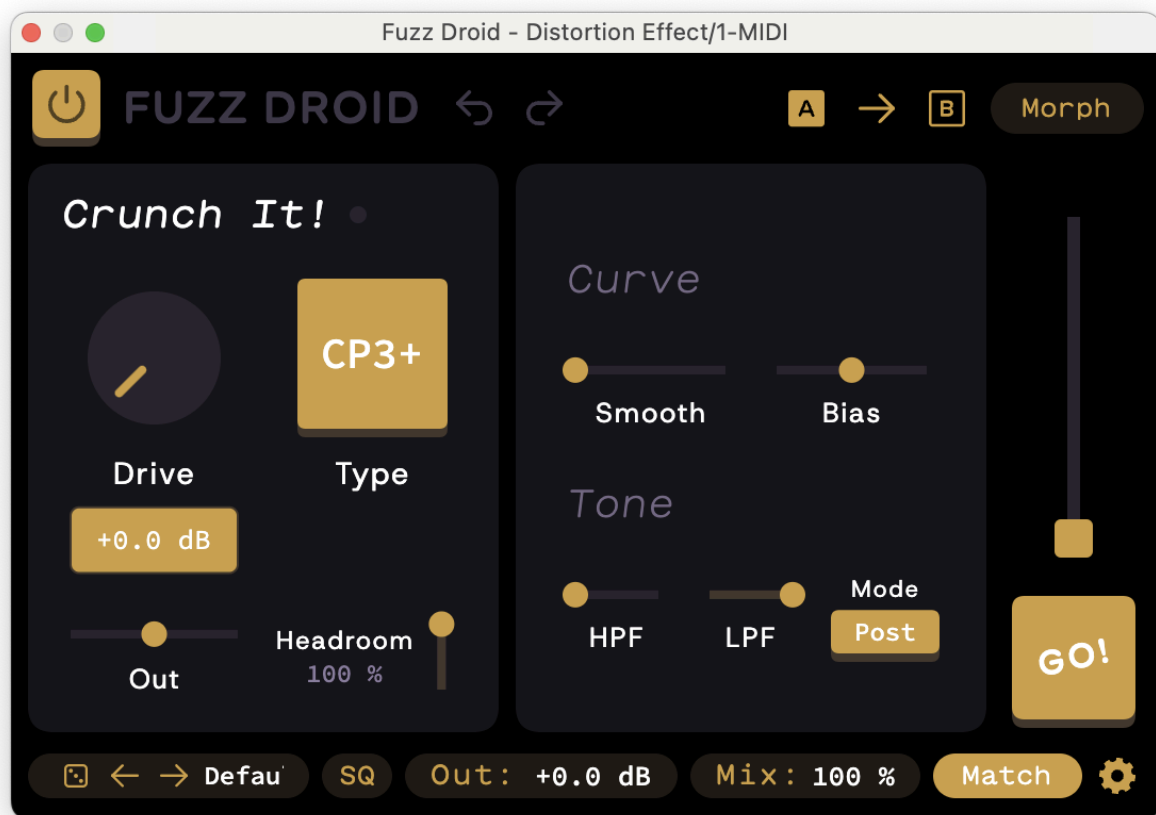 Fuzz Droid - Distortion Effect/1-MIDI
FUZZ DROID
A
B
Morph
Crunch It!
CP3+
Drive
Type
+0.0 dB
Out
Headroom
100 %
Curve
Smooth
Bias
Tone
HPF
LPF
Mode
Post
GO!
Defau
SQ
Out: +0.0 dB
Mix: 100 %
Match